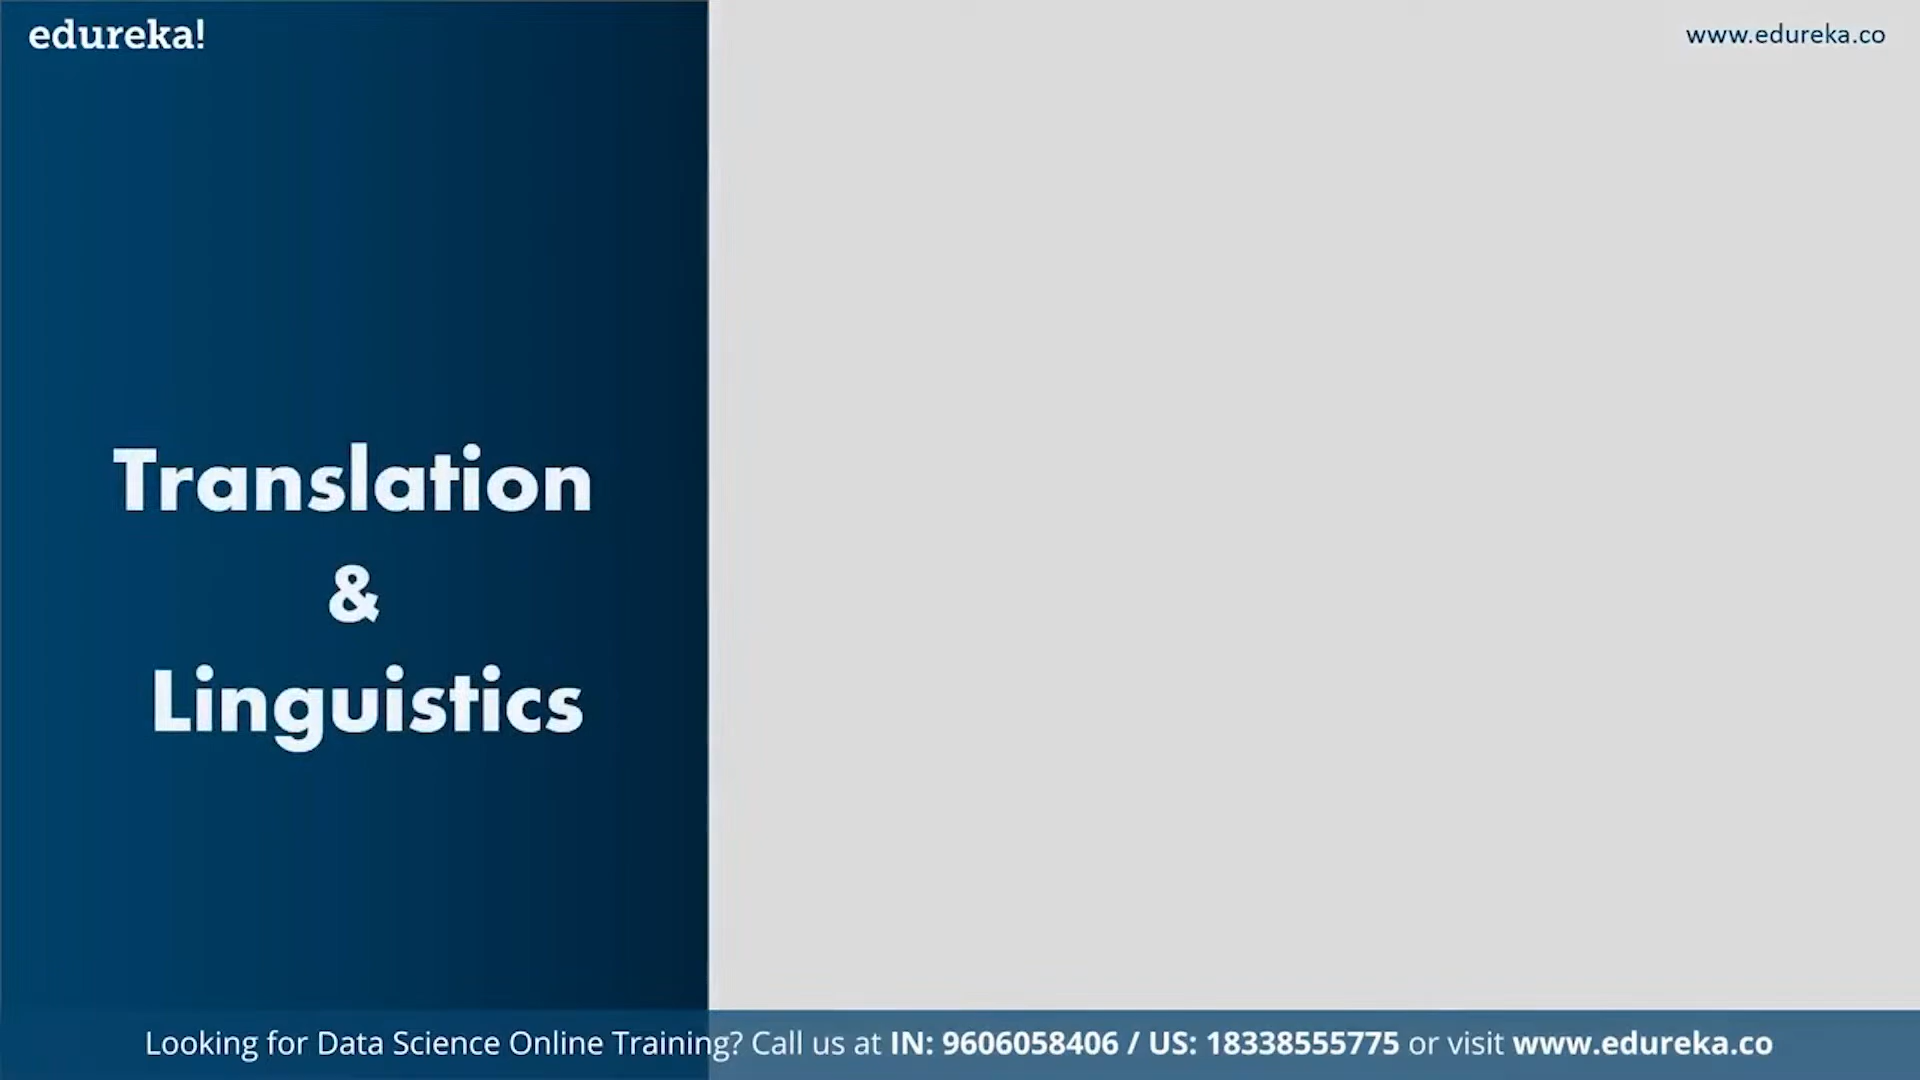 edureka!
www.edureka.co
Translation
&
Linguistics
Looking for Data Science Online Training? Call us at IN: 9606058406 / US: 18338555775 or visit www.edureka.co